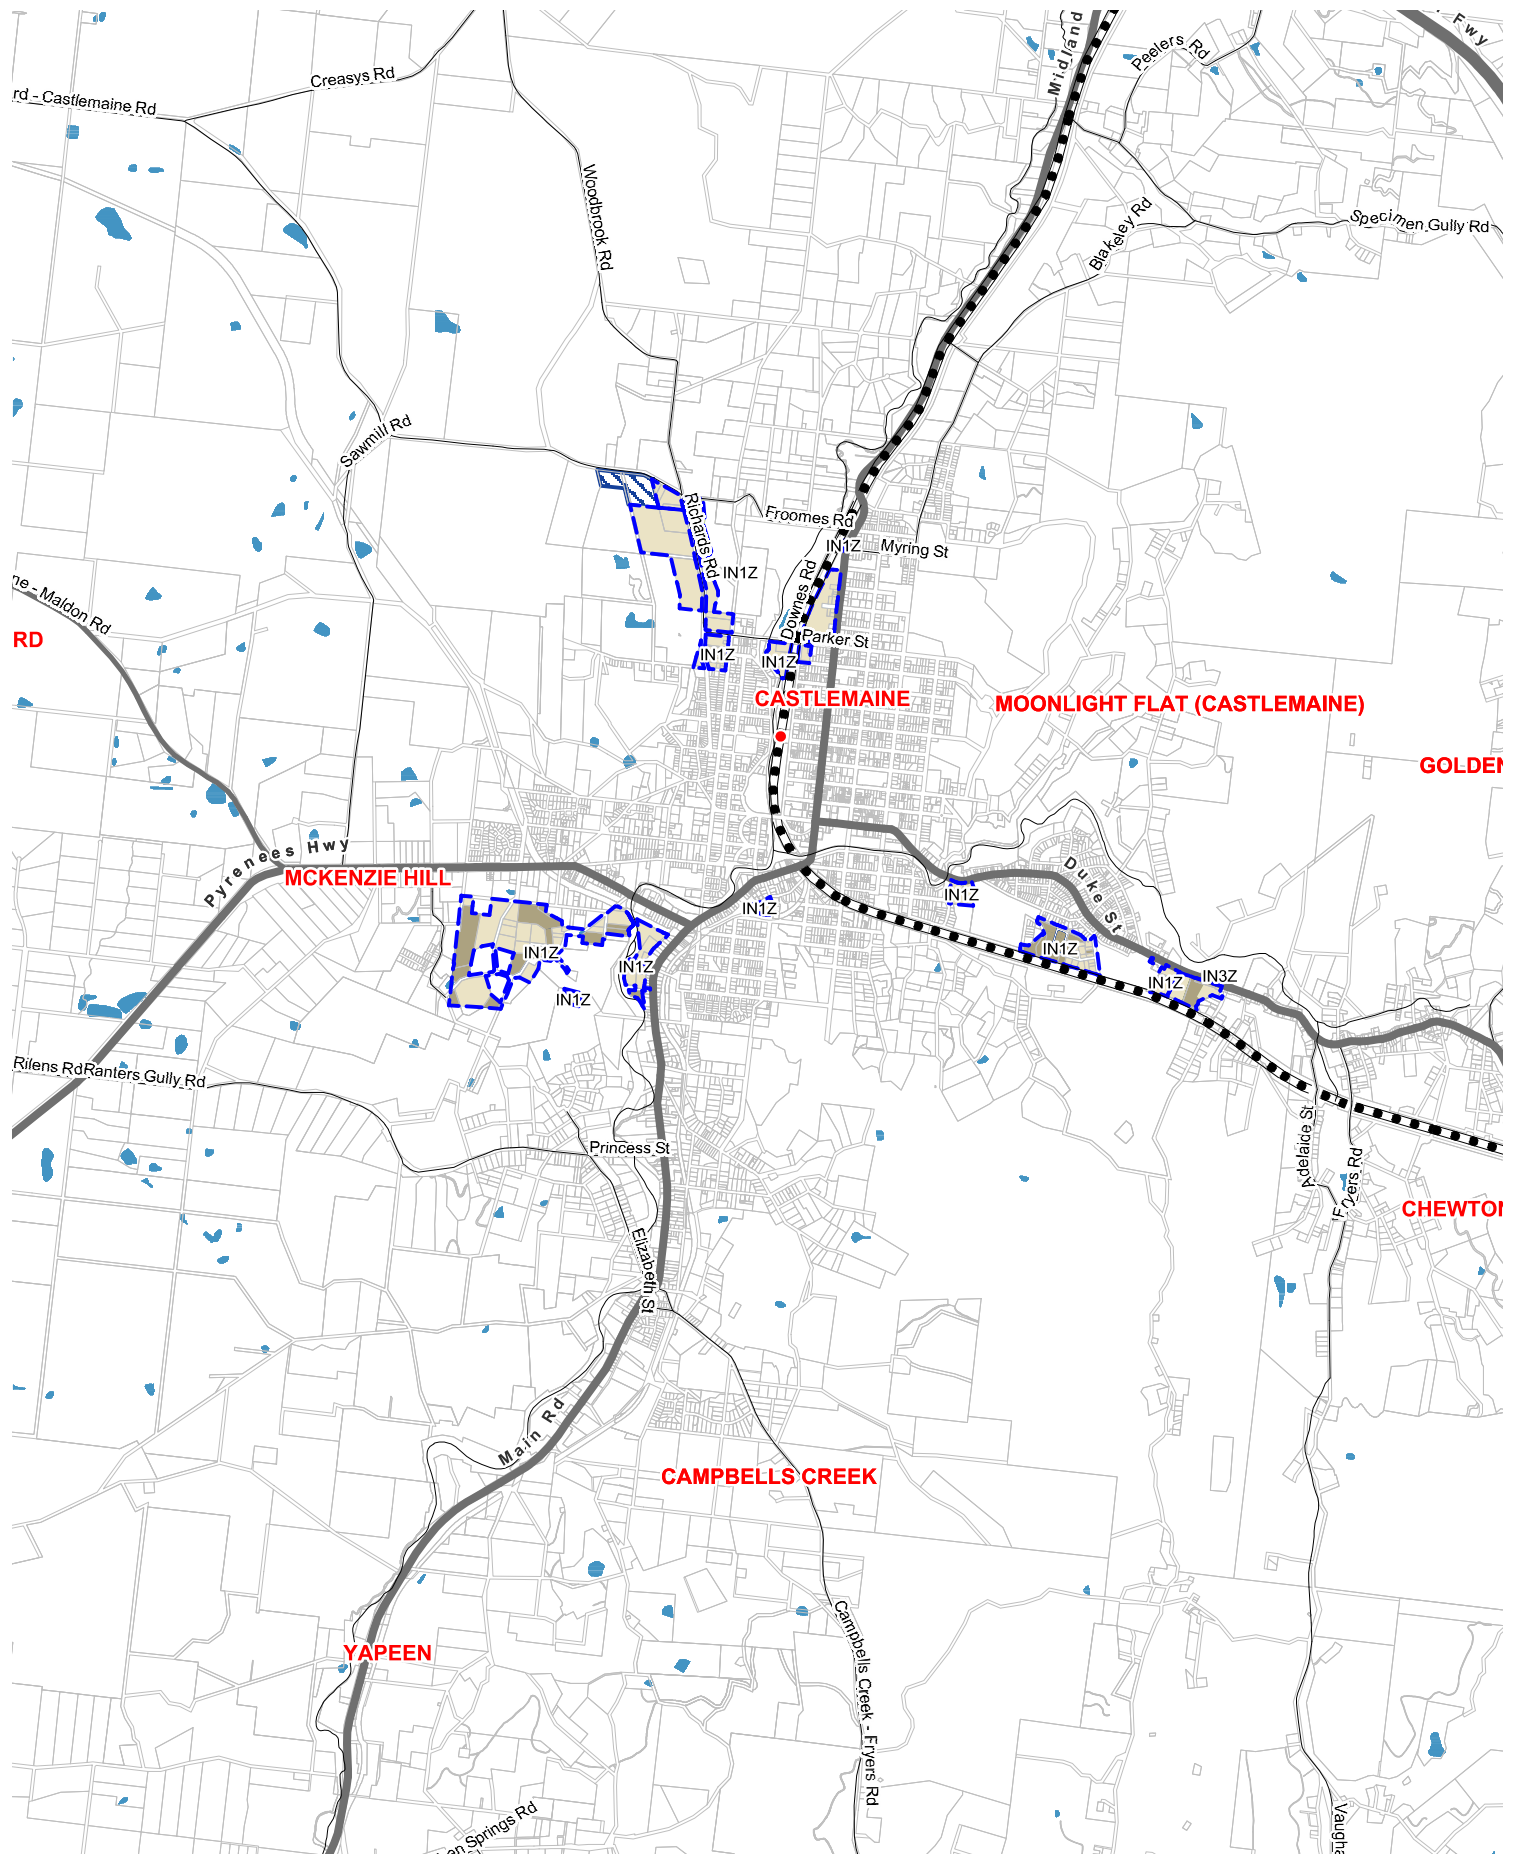 Fwy
Midland
Peelers Rd
Creasys Rd
rd - Castlemaine Rd
Woodbrook Rd
Specimen Gully Rd
Blakeley Rd
Sawmill Rd
Richards Rd
Froomes Rd
IN1Z
Myring St
IN1Z
Downes Rd
ne - Maldon Rd
RD
Parker St
IN1Z
IN1Z
CASTLEMAINE
MOONLIGHT FLAT (CASTLEMAINE)
GOLDEN
Pyrenees Hwy
MCKENZIE HILL
Duke St
IN1Z
IN1Z
IN1Z
IN1Z
IN1Z
IN1Z
IN3Z
IN1Z
Rilens Rd
Ranters Gully Rd
Princess St
Adelaide St
Fryers Rd
CHEWTON
Elizabeth St
Main Rd
CAMPBELLS CREEK
Campbells Creek - Fryers Rd
YAPEEN
en Springs Rd
Vaugha